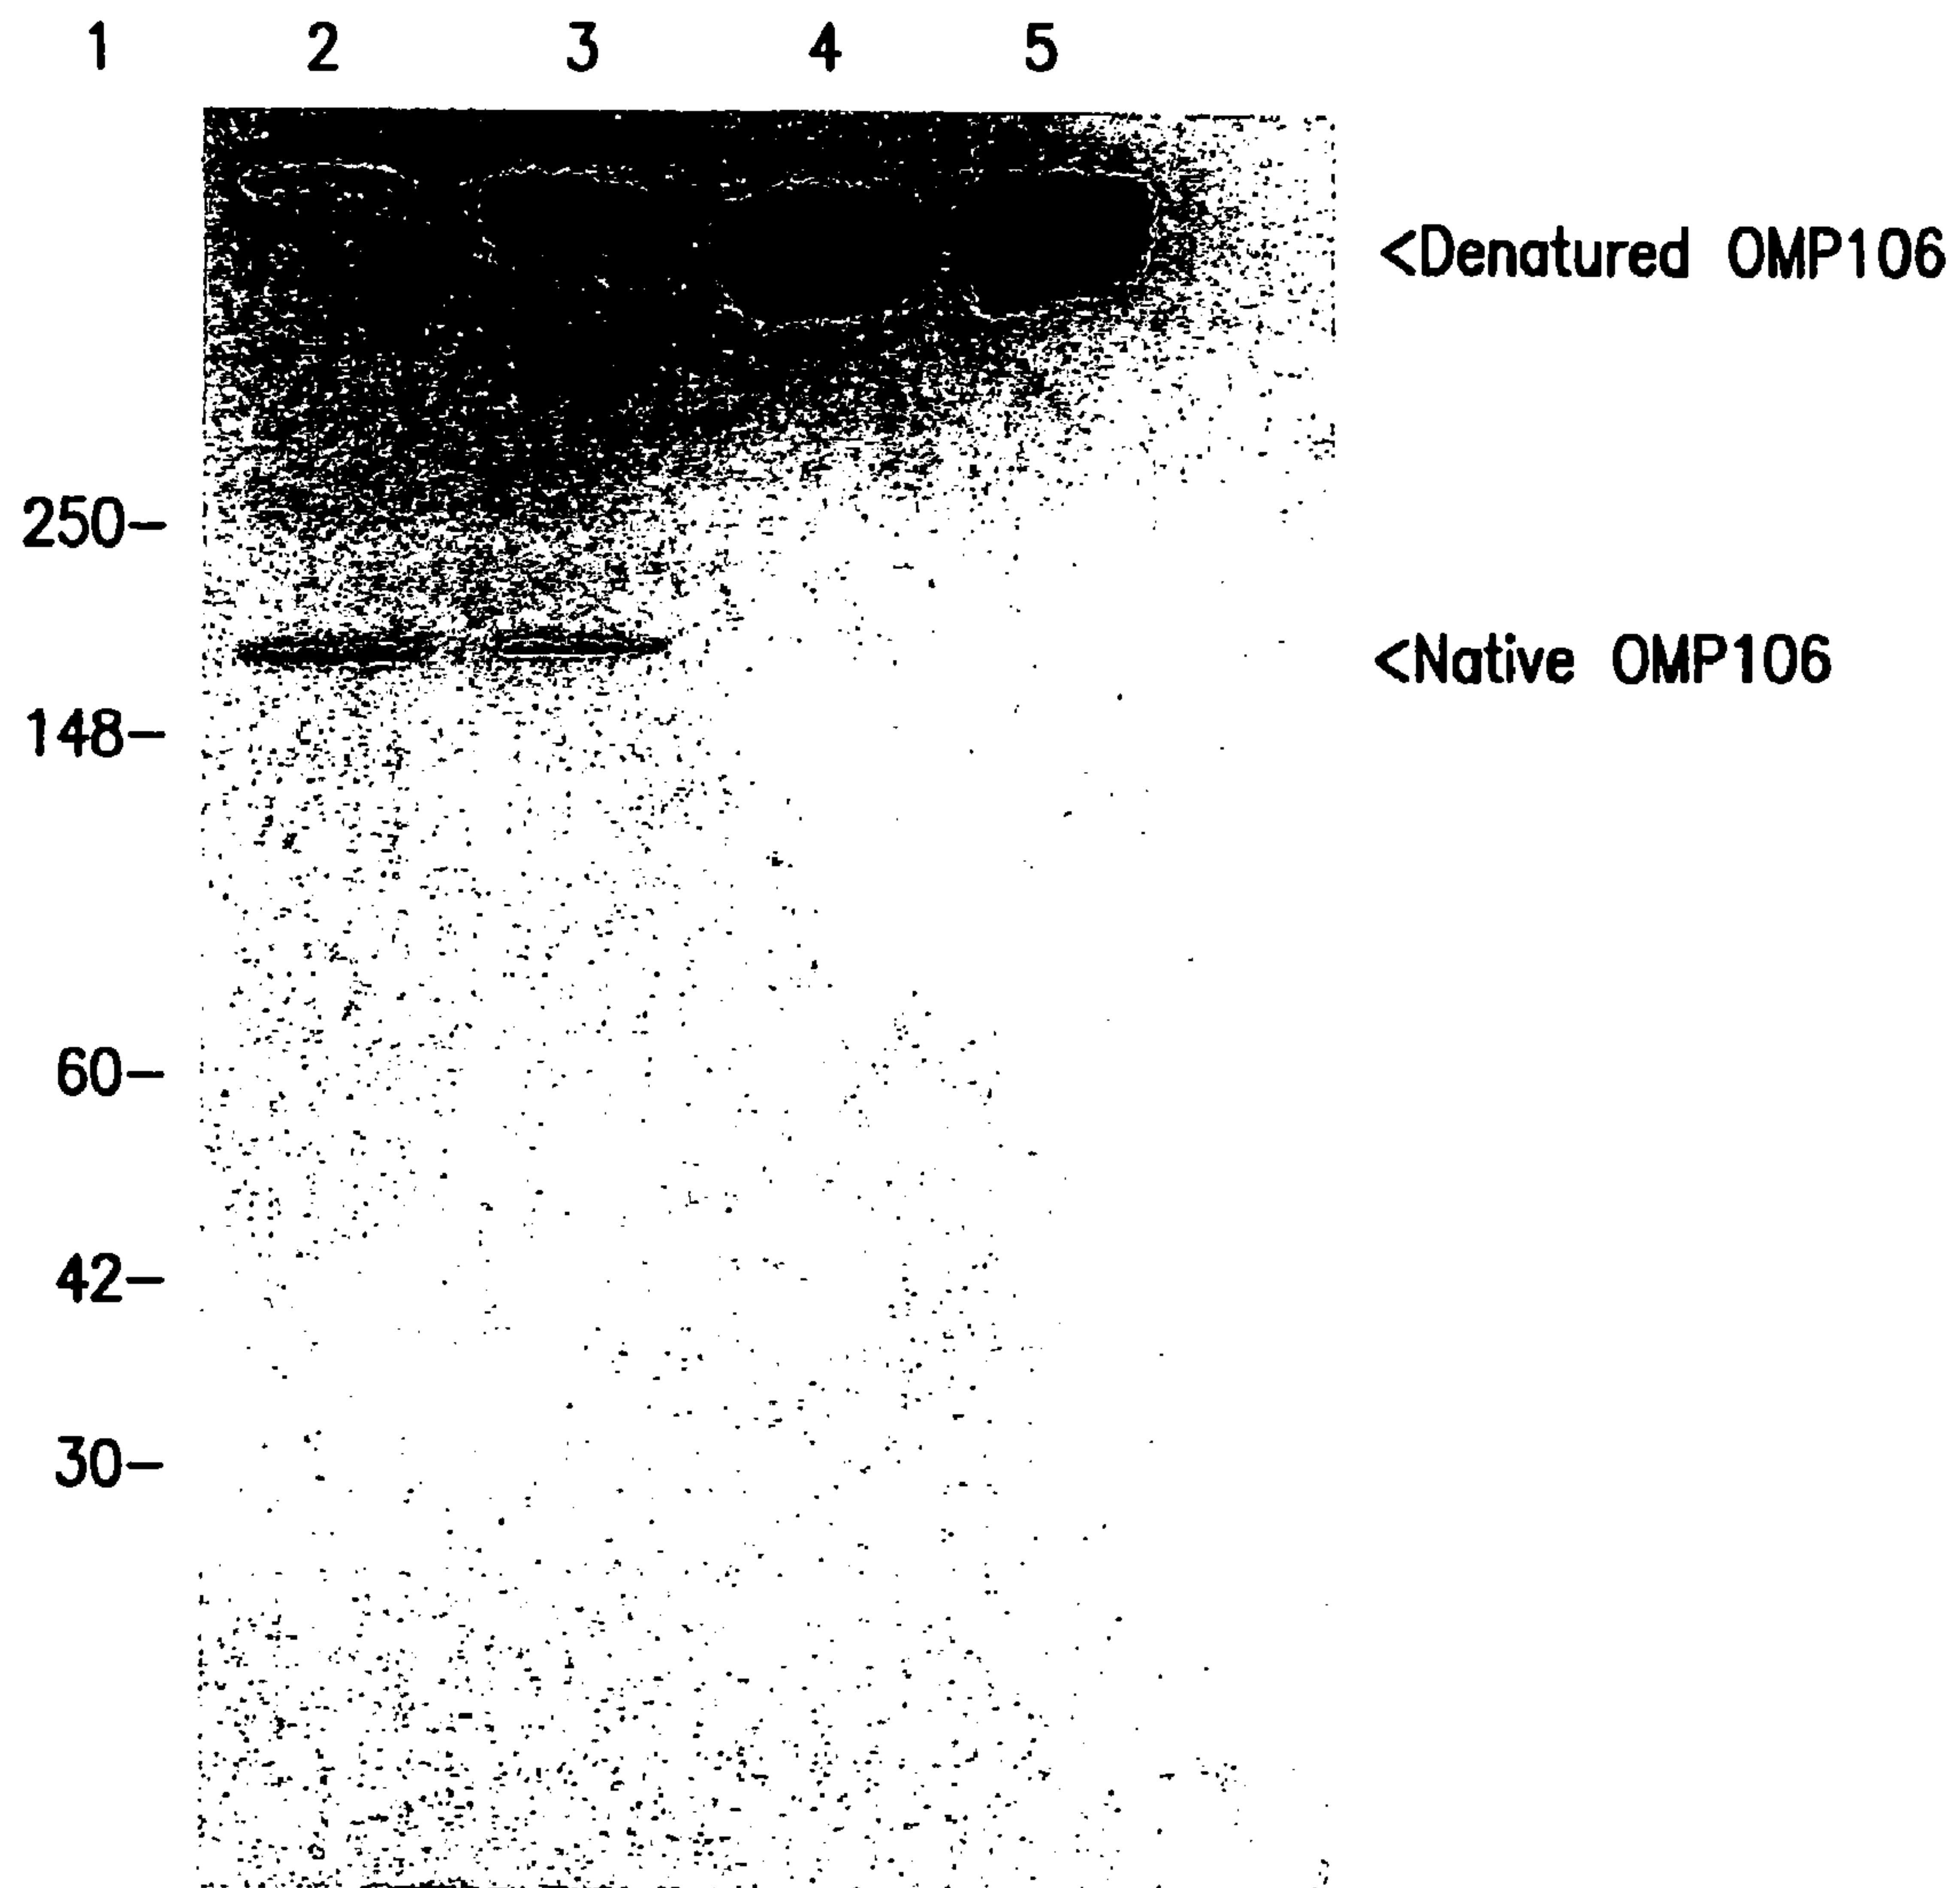 1 2 3 4 5
<Denatured OMP106
250-
<Native OMP106
148-
60-
42-
30-